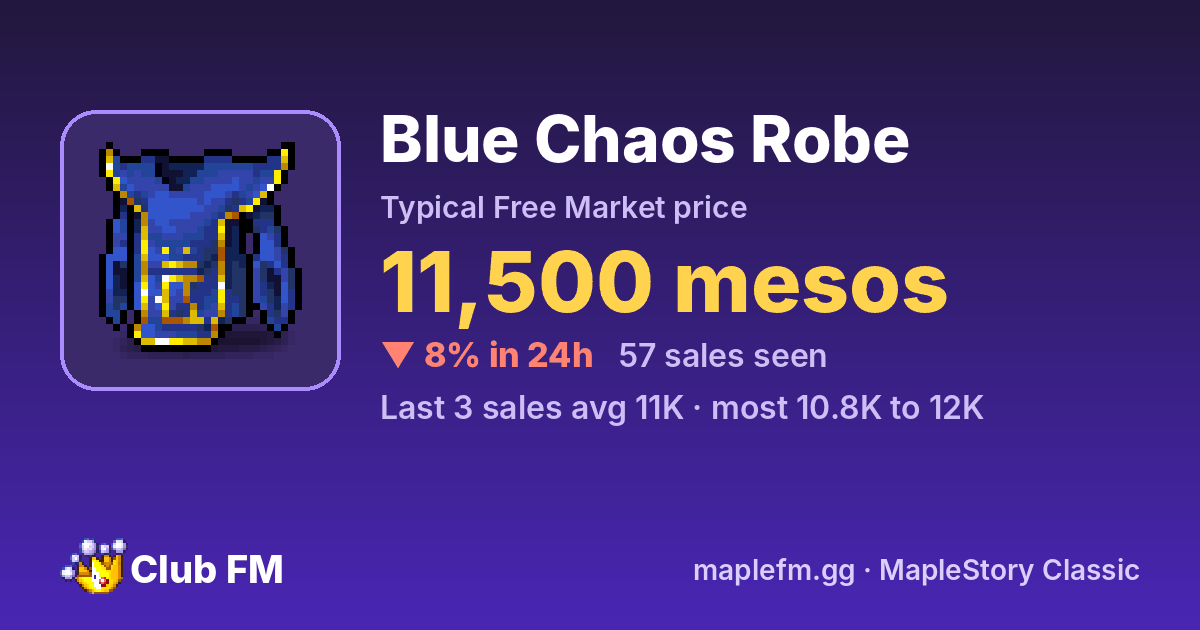 Blue Chaos Robe
Typical Free Market price
11,500 mesos
▼ 8% in 24h 57 sales seen
Last 3 sales avg 11K · most 10.8K to 12K
Club FM
maplefm.gg · MapleStory Classic